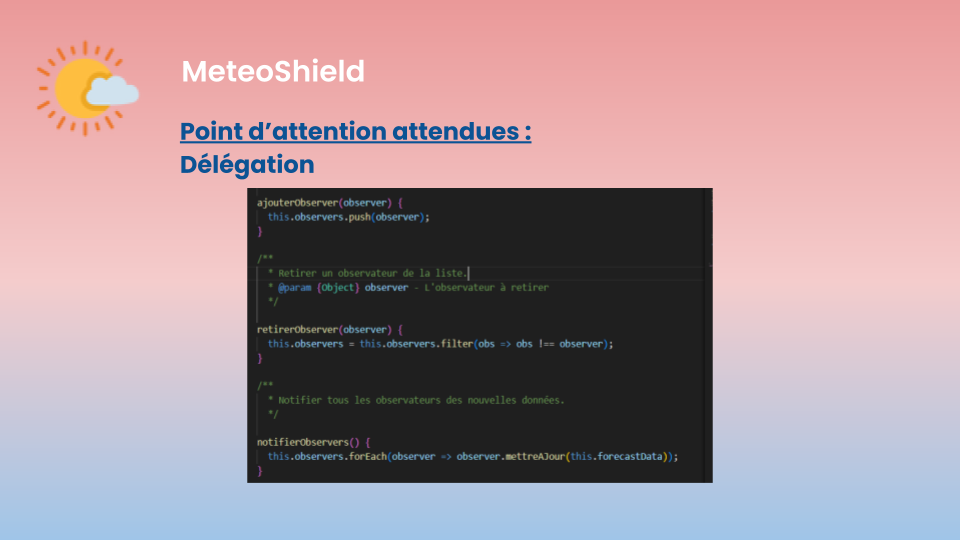 MeteoShield
Point d’attention attendues :
Délégation
ajouterObserver(observer) {
this.observers.push(observer);
}
/**
* Retirer un observateur de la liste.
* @param {Object} observer - L'observateur à retirer
*/
retirerObserver(observer) {
this.observers = this.observers.filter(obs => obs !== observer);
}
/**
* Notifier tous les observateurs des nouvelles données.
*/
notifierObservers() {
this.observers.forEach(observer => observer.mettreAJour(this.forecastData));
}